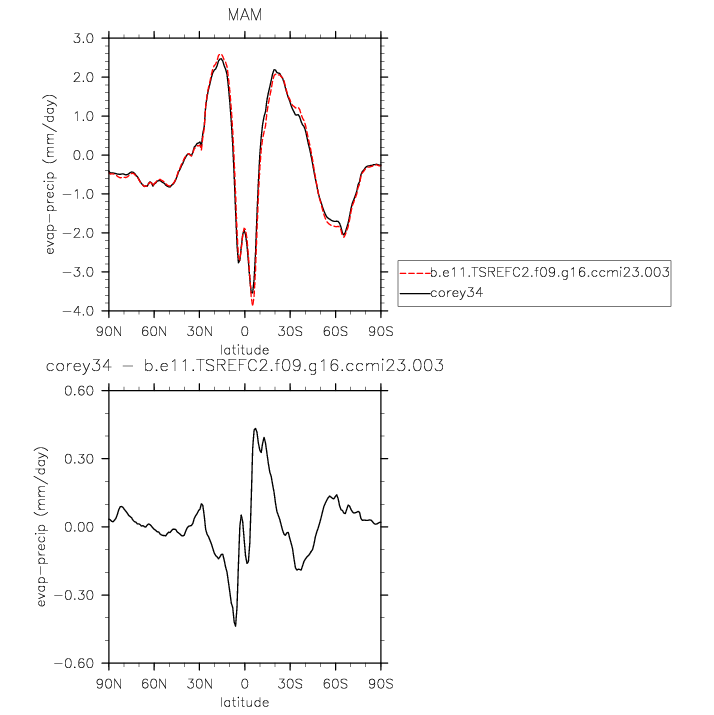 MAM
3.0
2.0
1.0
0.0
−1.0
−2.0
−3.0
−4.0
evap−precip (mm/day)
90N 60N 30N 0 30S 60S 90S
latitude
b.e11.TSREFC2.f09.g16.ccmi23.003
corey34
corey34 − b.e11.TSREFC2.f09.g16.ccmi23.003
0.60
0.30
0.00
−0.30
−0.60
evap−precip (mm/day)
90N 60N 30N 0 30S 60S 90S
latitude